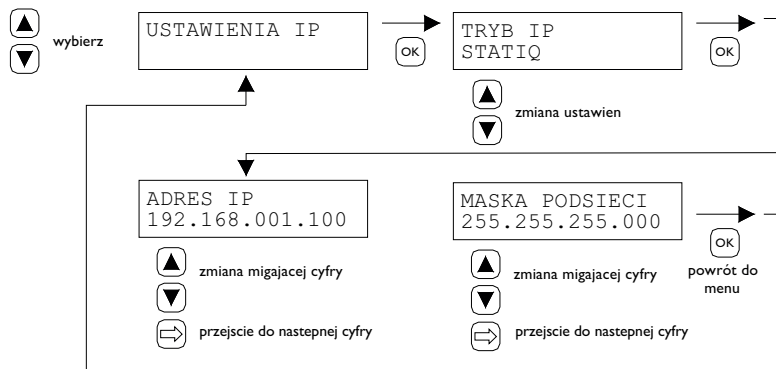 wybierz
USTAWIENIA IP
OK
TRYB IP
STATIQ
OK
zmiana ustawien
ADRES IP
192.168.001.100
MASKA PODSIECI
255.255.255.000
OK
powrót do
menu
zmiana migajacej cyfry
zmiana migajacej cyfry
przejscie do nastepnej cyfry
przejscie do nastepnej cyfry